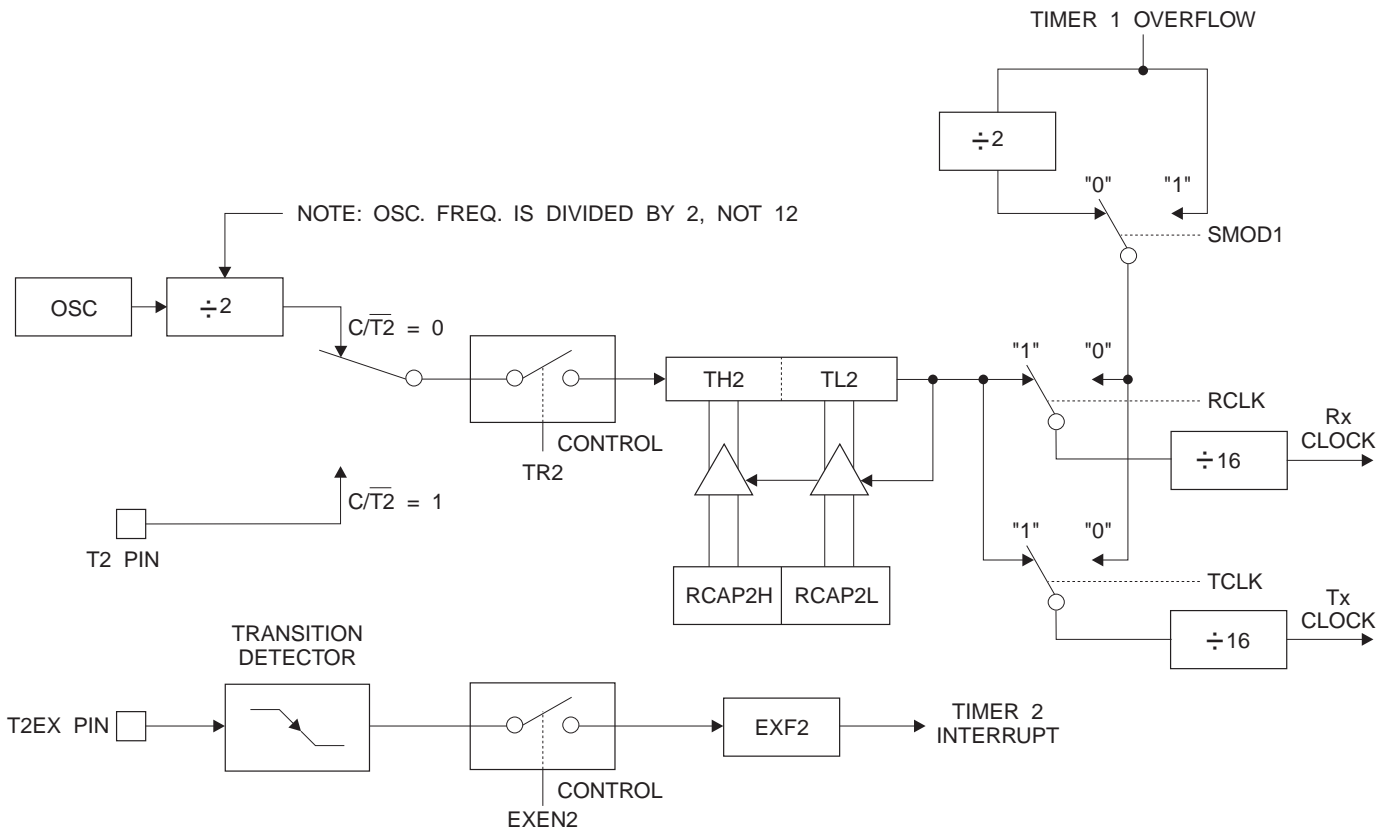 TIMER 1 OVERFLOW
÷2
"0" "1"
NOTE: OSC. FREQ. IS DIVIDED BY 2, NOT 12
SMOD1
OSC
÷2
C/T̅2̅ = 0
"1" "0"
TH2 TL2
RCLK
Rx
CLOCK
CONTROL
÷16
TR2
C/T̅2̅ = 1
"1" "0"
T2 PIN
TCLK
RCAP2H RCAP2L
Tx
CLOCK
TRANSITION
DETECTOR
÷16
T2EX PIN
EXF2
TIMER 2
INTERRUPT
CONTROL
EXEN2